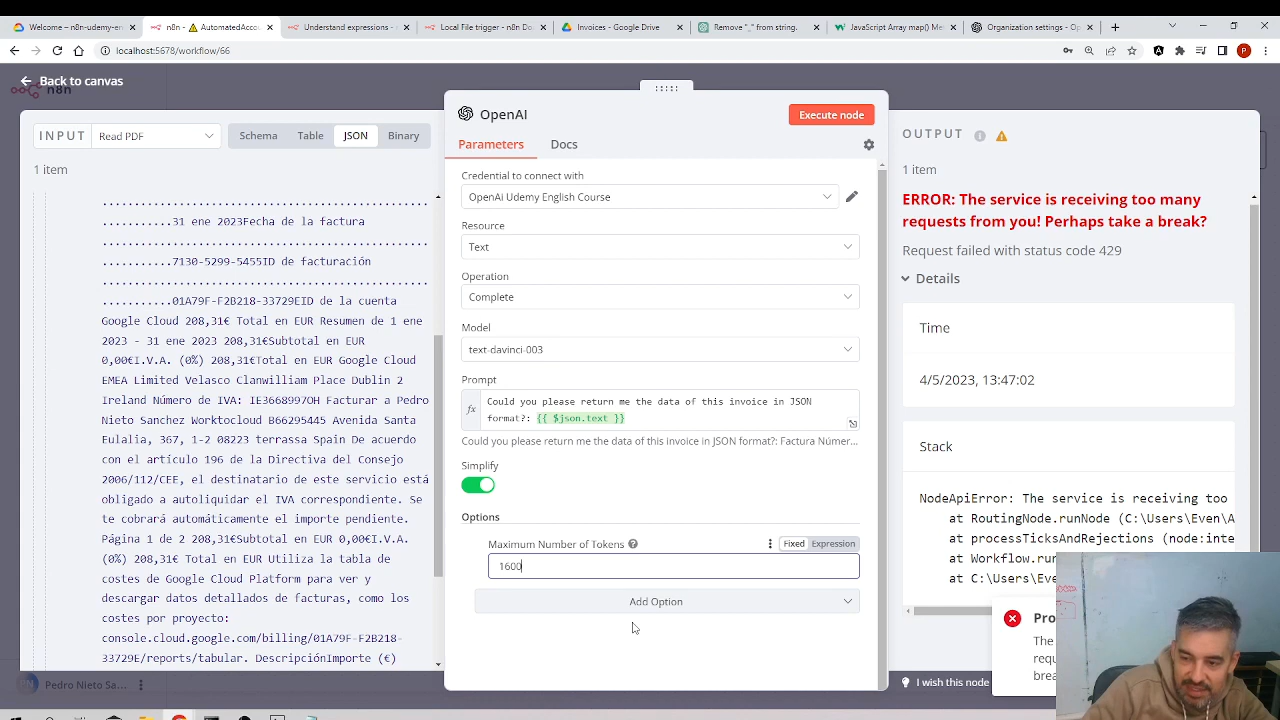 Welcome – n8n-udemy-en
n8n - ⚠ AutomatedAccou
Understand expressions – n
Local File trigger - n8n Do
Invoices - Google Drive
Remove "_" from string.
JavaScript Array map() Me
Organization settings - Op
localhost:5678/workflow/66
P
Back to canvas
n8n
INPUT
Read PDF
Schema
Table
JSON
Binary
1 item
.............................................
...........31 ene 2023Fecha de la factura
.............................................
...........7130-5299-5455ID de facturación
.............................................
...........01A79F-F2B218-33729EID de la cuenta
Google Cloud 208,31€ Total en EUR Resumen de 1 ene
2023 - 31 ene 2023 208,31€Subtotal en EUR
0,00€I.V.A. (0%) 208,31€Total en EUR Google Cloud
EMEA Limited Velasco Clanwilliam Place Dublin 2
Ireland Número de IVA: IE3668997OH Facturar a Pedro
Nieto Sanchez Worktocloud B66295445 Avenida Santa
Eulalia, 367, 1-2 08223 terrassa Spain De acuerdo
con el artículo 196 de la Directiva del Consejo
2006/112/CEE, el destinatario de este servicio está
obligado a autoliquidar el IVA correspondiente. Se
te cobrará automáticamente el importe pendiente.
Página 1 de 2 208,31€Subtotal en EUR 0,00€I.V.A.
(0%) 208,31€ Total en EUR Utiliza la tabla de
costes de Google Cloud Platform para ver y
descargar datos detallados de facturas, como los
costes por proyecto:
console.cloud.google.com/billing/01A79F-F2B218-
33729E/reports/tabular. DescripciónImporte (€)
Pedro Nieto Sa...
OpenAI
Execute node
Parameters
Docs
Credential to connect with
OpenAi Udemy English Course
Resource
Text
Operation
Complete
Model
text-davinci-003
Prompt
fx
Could you please return me the data of this invoice in JSON
format?: {{ $json.text }}
Could you please return me the data of this invoice in JSON format?: Factura Númer...
Simplify
Options
Maximum Number of Tokens
Fixed
Expression
1600
Add Option
OUTPUT
1 item
ERROR: The service is receiving too many
requests from you! Perhaps take a break?
Request failed with status code 429
Details
Time
4/5/2023, 13:47:02
Stack
NodeApiError: The service is receiving too
at RoutingNode.runNode (C:\Users\Even\A
at processTicksAndRejections (node:inte
at Workflow.run
at C:\Users\Eve
Pro
The
requ
brea
I wish this node